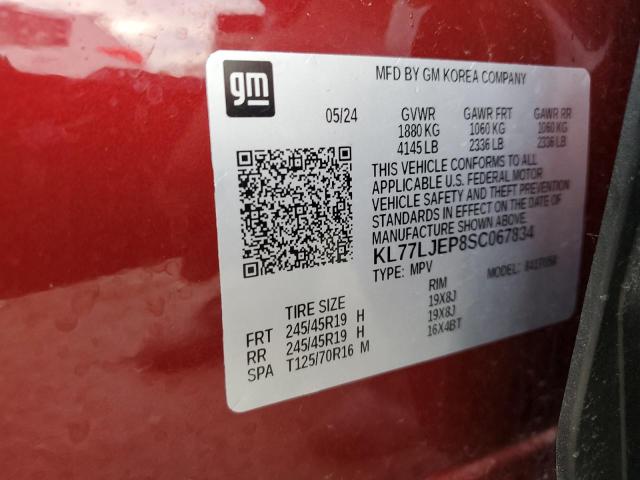 gm
MFD BY GM KOREA COMPANY
05/24 GVWR GAWR FRT GAWR RR
1880 KG 1060 KG 1060 KG
4145 LB 2336 LB 2336 LB
THIS VEHICLE CONFORMS TO ALL
APPLICABLE U.S. FEDERAL MOTOR
VEHICLE SAFETY AND THEFT PREVENTION
STANDARDS IN EFFECT ON THE DATE OF
MANUFACTURE SHOWN ABOVE.
KL77LJEP8SC067834
TYPE: MPV MODEL:
TIRE SIZE RIM
FRT 245/45R19 H 19X8J
RR 245/45R19 H 19X8J
SPA T125/70R16 M 16X4BT